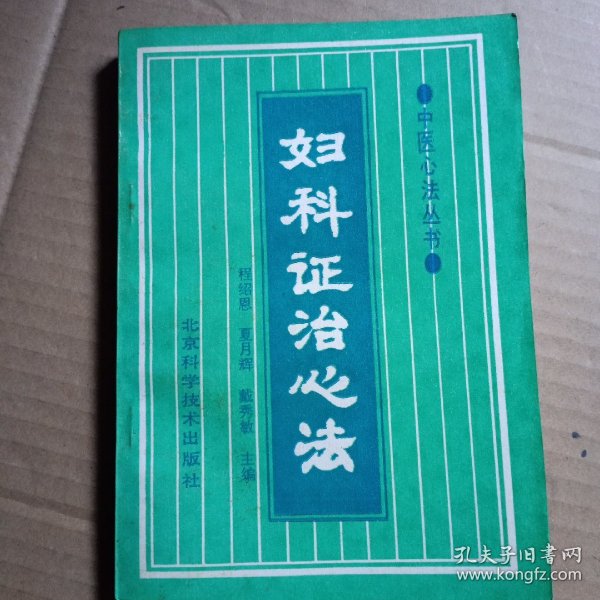 中医心法丛书
妇科证治心法
程绍恩 夏月辉 戴秀敏 主编
北京科学技术出版社
孔夫子旧书网
www.kongfz.com